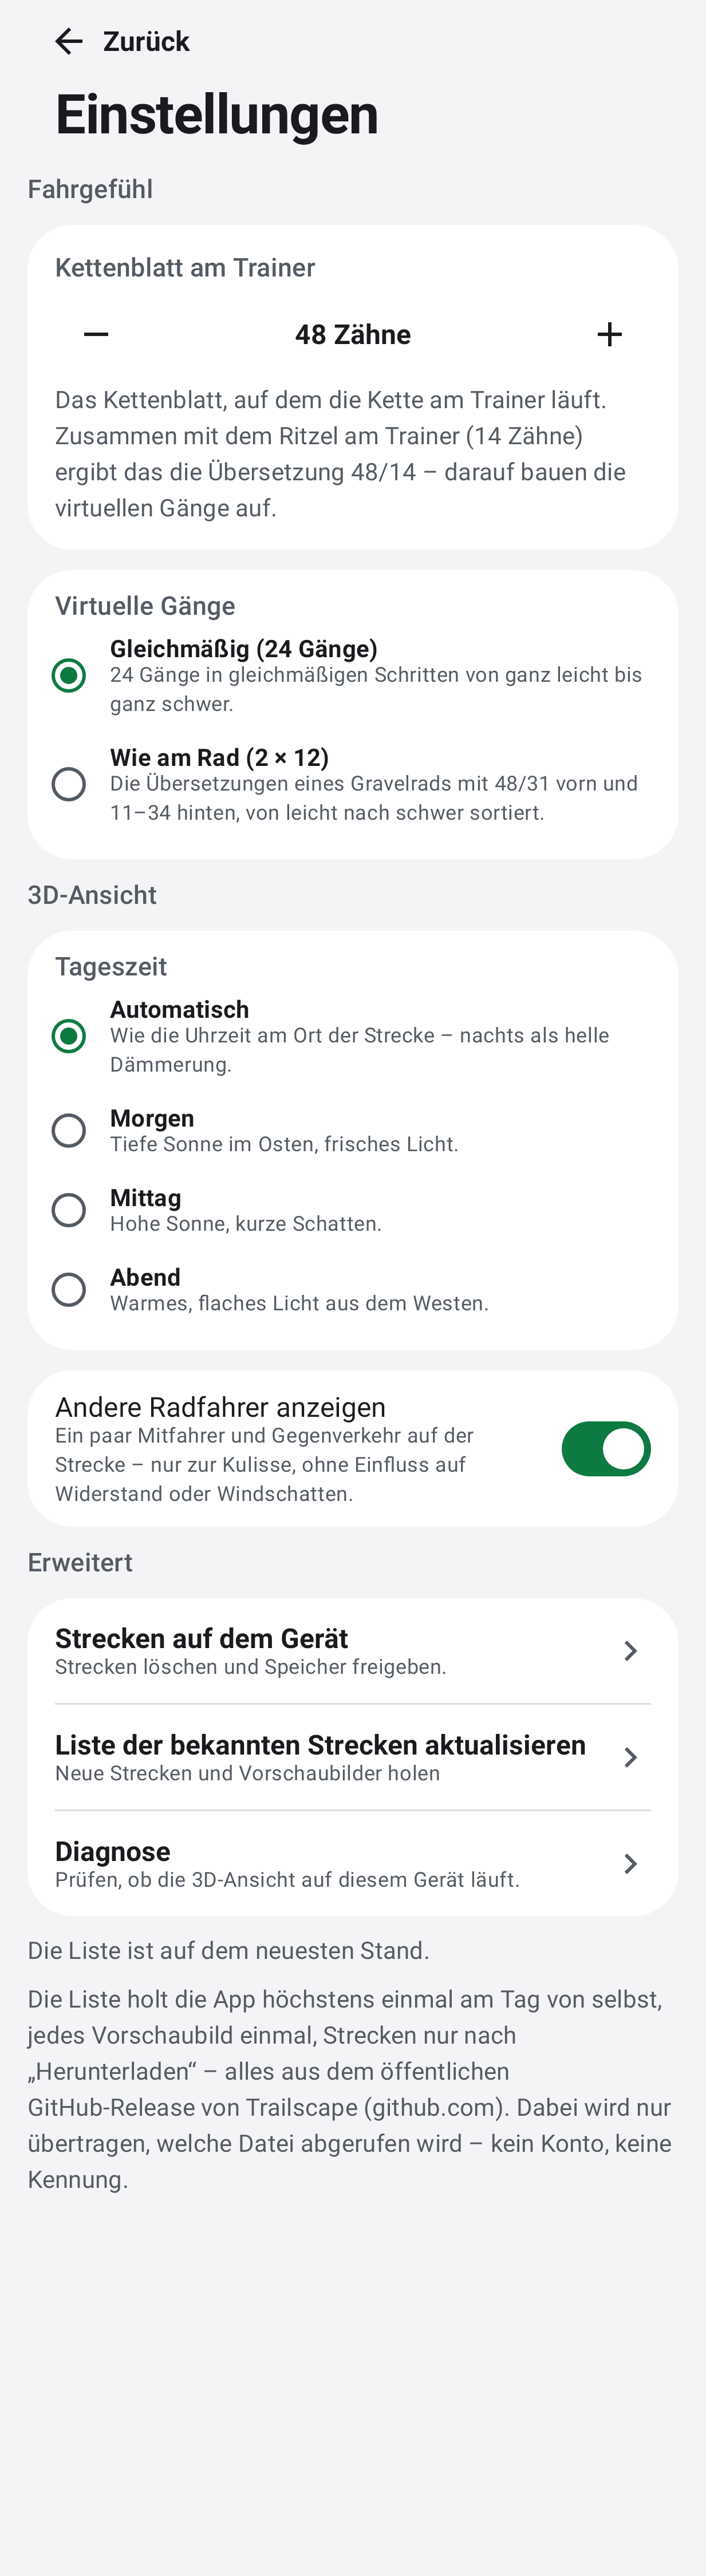 Zurück
Einstellungen
Fahrgefühl
Kettenblatt am Trainer
48 Zähne
Das Kettenblatt, auf dem die Kette am Trainer läuft.
Zusammen mit dem Ritzel am Trainer (14 Zähne)
ergibt das die Übersetzung 48/14 – darauf bauen die
virtuellen Gänge auf.
Virtuelle Gänge
Gleichmäßig (24 Gänge)
24 Gänge in gleichmäßigen Schritten von ganz leicht bis
ganz schwer.
Wie am Rad (2 × 12)
Die Übersetzungen eines Gravelrads mit 48/31 vorn und
11–34 hinten, von leicht nach schwer sortiert.
3D-Ansicht
Tageszeit
Automatisch
Wie die Uhrzeit am Ort der Strecke – nachts als helle
Dämmerung.
Morgen
Tiefe Sonne im Osten, frisches Licht.
Mittag
Hohe Sonne, kurze Schatten.
Abend
Warmes, flaches Licht aus dem Westen.
Andere Radfahrer anzeigen
Ein paar Mitfahrer und Gegenverkehr auf der
Strecke – nur zur Kulisse, ohne Einfluss auf
Widerstand oder Windschatten.
Erweitert
Strecken auf dem Gerät
Strecken löschen und Speicher freigeben.
Liste der bekannten Strecken aktualisieren
Neue Strecken und Vorschaubilder holen
Diagnose
Prüfen, ob die 3D-Ansicht auf diesem Gerät läuft.
Die Liste ist auf dem neuesten Stand.
Die Liste holt die App höchstens einmal am Tag von selbst,
jedes Vorschaubild einmal, Strecken nur nach
„Herunterladen“ – alles aus dem öffentlichen
GitHub-Release von Trailscape (github.com). Dabei wird nur
übertragen, welche Datei abgerufen wird – kein Konto, keine
Kennung.